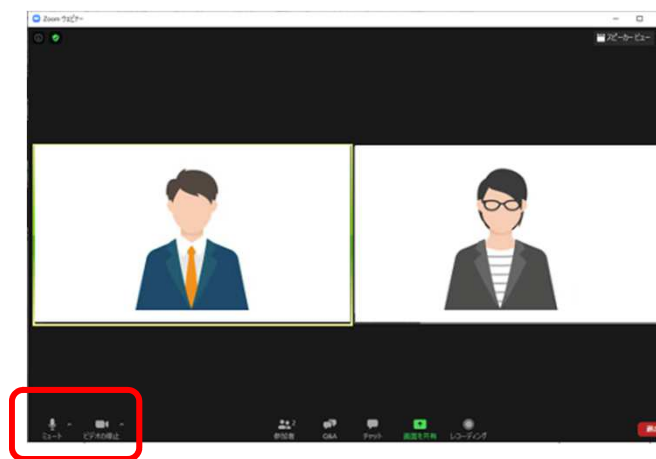 Zoom ウェビナー
スピーカー ビュー
2
ミュート
ビデオの停止
参加者
Q&A
チャット
画面を共有
レコーディング